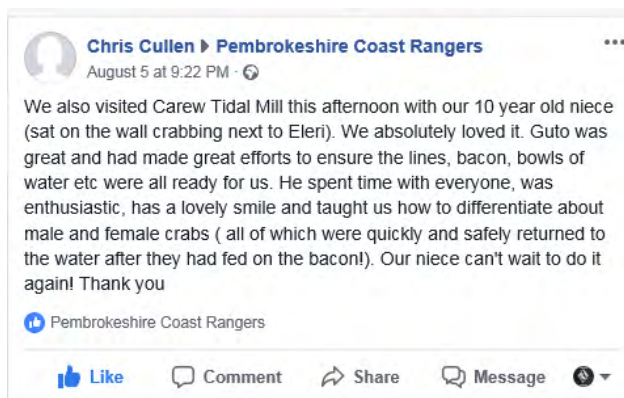 Chris Cullen ▶ Pembrokeshire Coast Rangers
August 5 at 9:22 PM ·
We also visited Carew Tidal Mill this afternoon with our 10 year old niece
(sat on the wall crabbing next to Eleri). We absolutely loved it. Guto was
great and had made great efforts to ensure the lines, bacon, bowls of
water etc were all ready for us. He spent time with everyone, was
enthusiastic, has a lovely smile and taught us how to differentiate about
male and female crabs ( all of which were quickly and safely returned to
the water after they had fed on the bacon!). Our niece can't wait to do it
again! Thank you
Pembrokeshire Coast Rangers
Like Comment Share Message